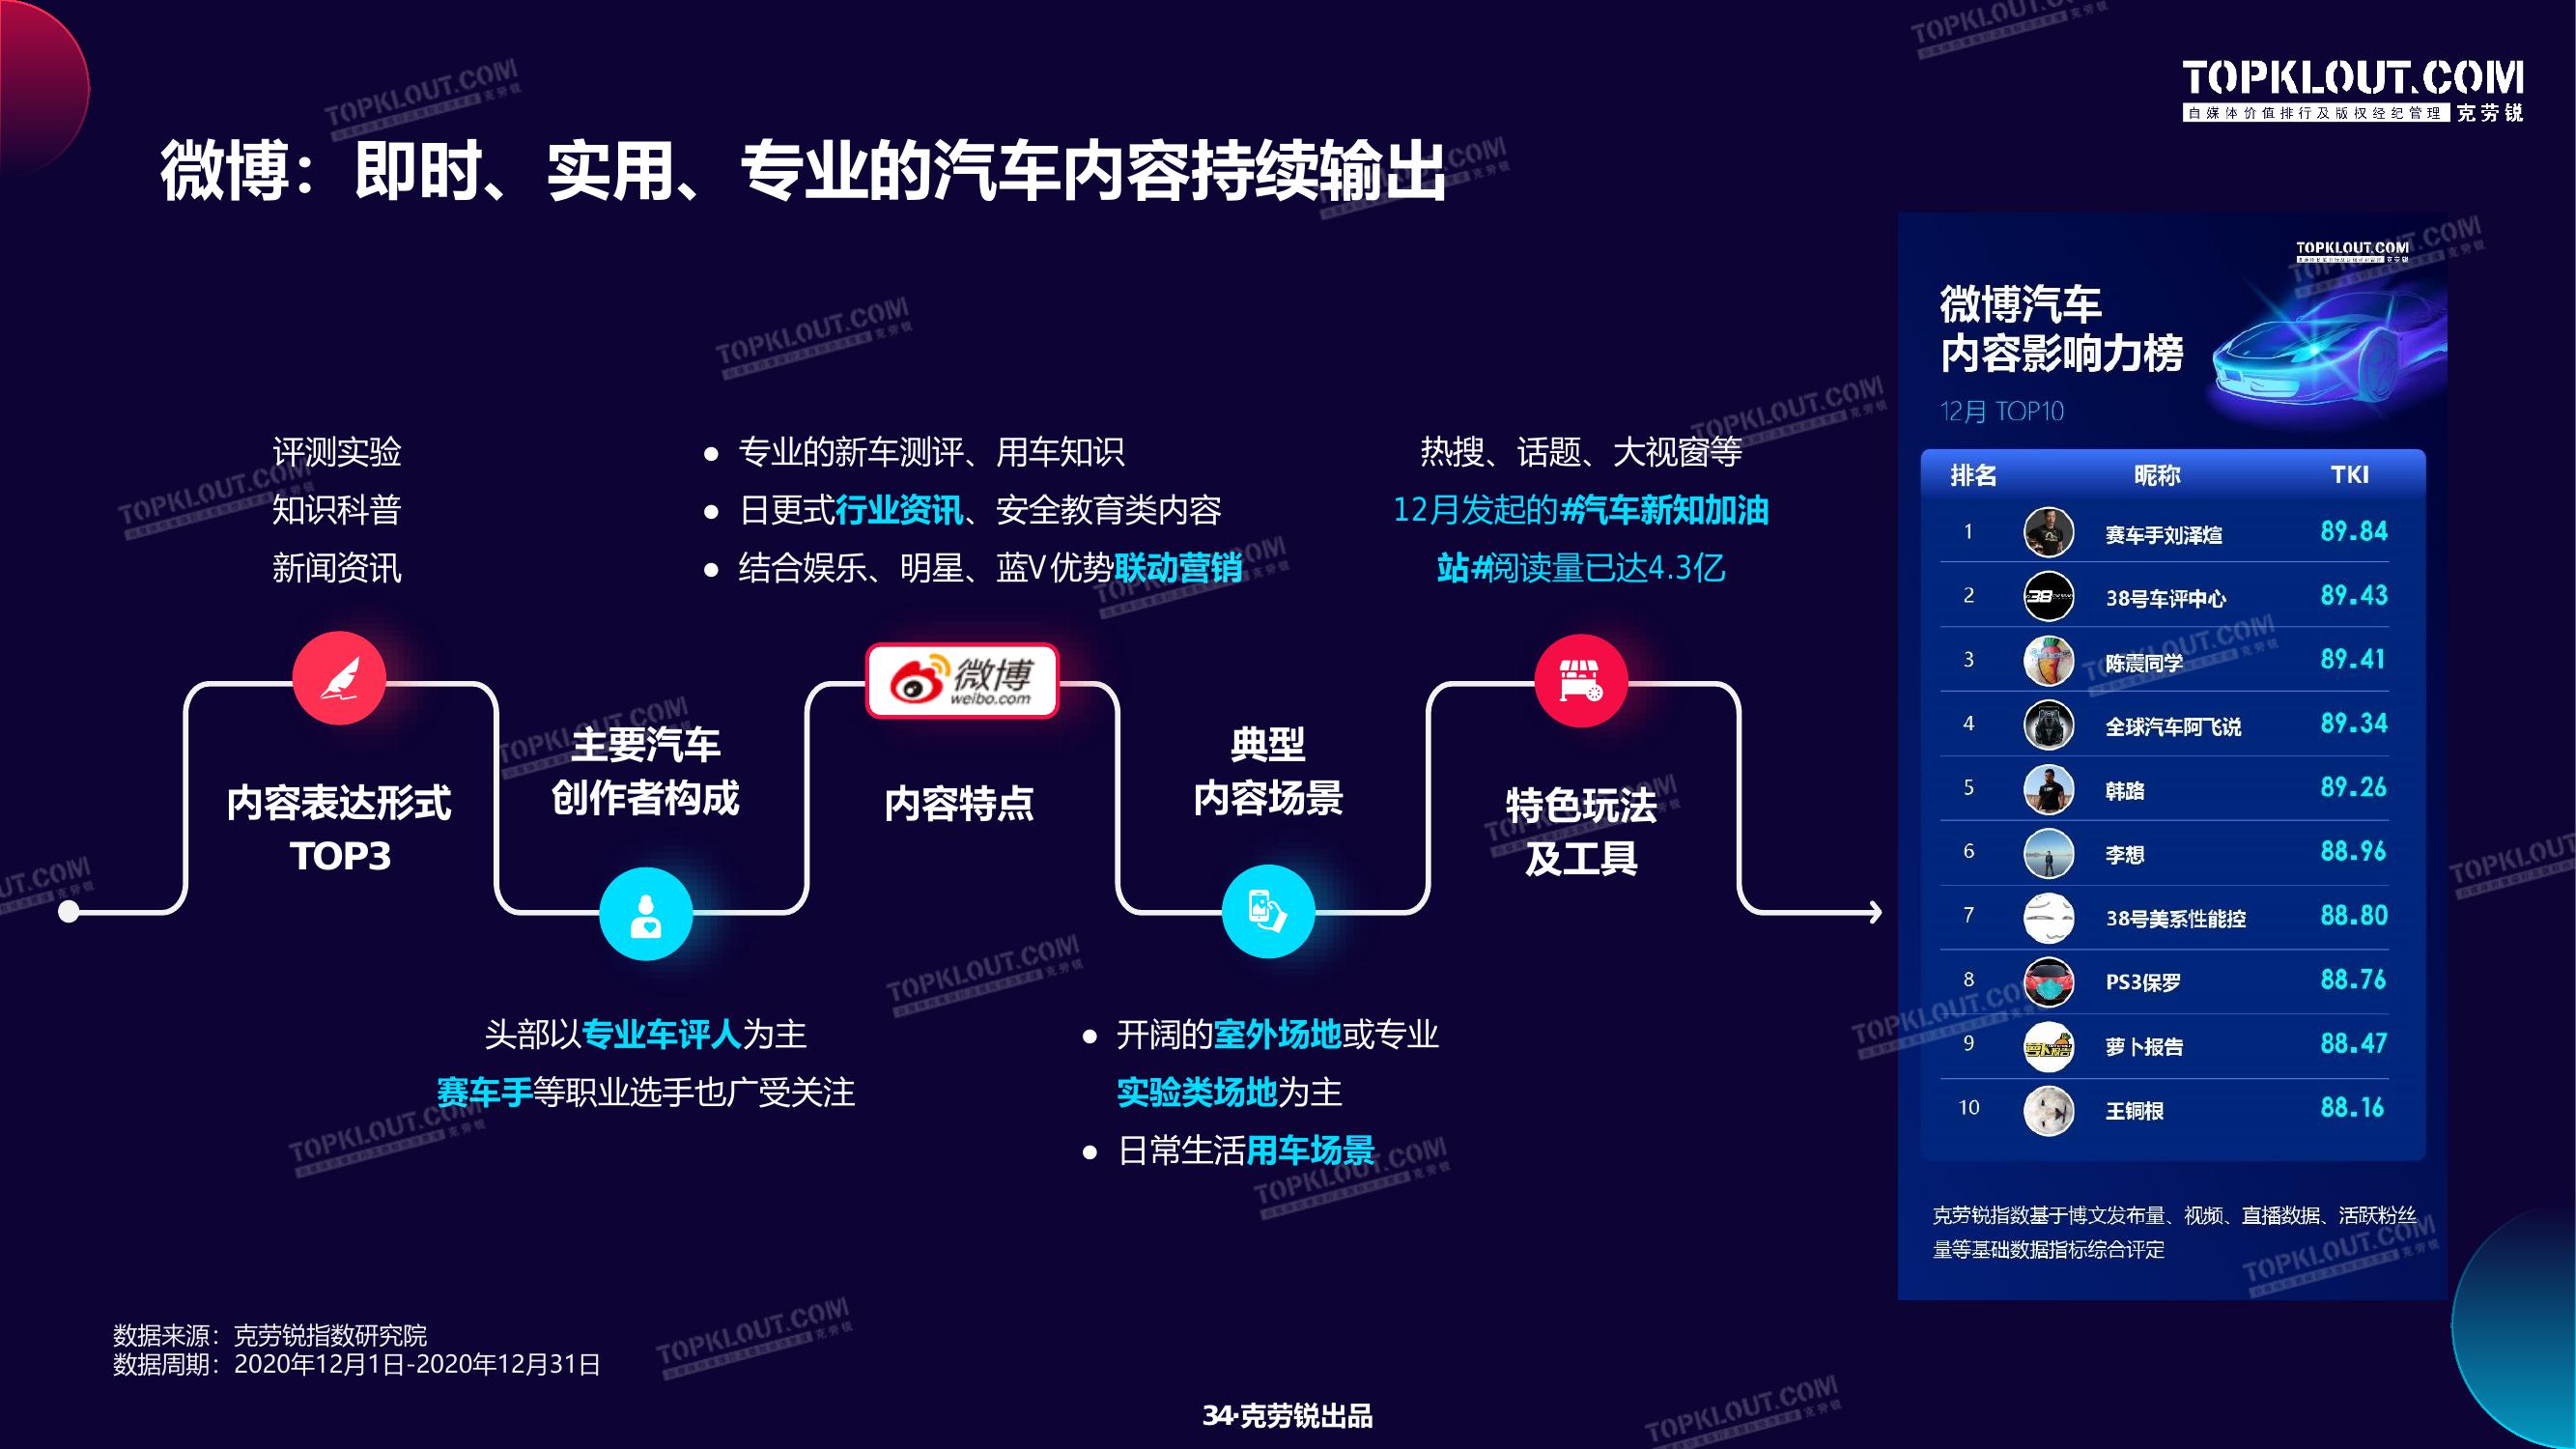 TOPKLOUT.COM
自媒体价值排行及版权经纪管理 克劳锐
微博：即时、实用、专业的汽车内容持续输出
评测实验
知识科普
新闻资讯
内容表达形式
TOP3
主要汽车
创作者构成
头部以专业车评人为主
赛车手等职业选手也广受关注
● 专业的新车测评、用车知识
● 日更式行业资讯、安全教育类内容
● 结合娱乐、明星、蓝V优势联动营销
微博
weibo.com
内容特点
典型
内容场景
● 开阔的室外场地或专业
实验类场地为主
● 日常生活用车场景
热搜、话题、大视窗等
12月发起的#汽车新知加油
站#阅读量已达4.3亿
特色玩法
及工具
TOPKLOUT.COM
微博汽车
内容影响力榜
12月 TOP10
排名 昵称 TKI
1 赛车手刘泽煊 89.84
2 38号车评中心 89.43
3 陈震同学 89.41
4 全球汽车阿飞说 89.34
5 韩路 89.26
6 李想 88.96
7 38号美系性能控 88.80
8 PS3保罗 88.76
9 萝卜报告 88.47
10 王铜根 88.16
克劳锐指数基于博文发布量、视频、直播数据、活跃粉丝
量等基础数据指标综合评定
数据来源：克劳锐指数研究院
数据周期：2020年12月1日-2020年12月31日
34·克劳锐出品